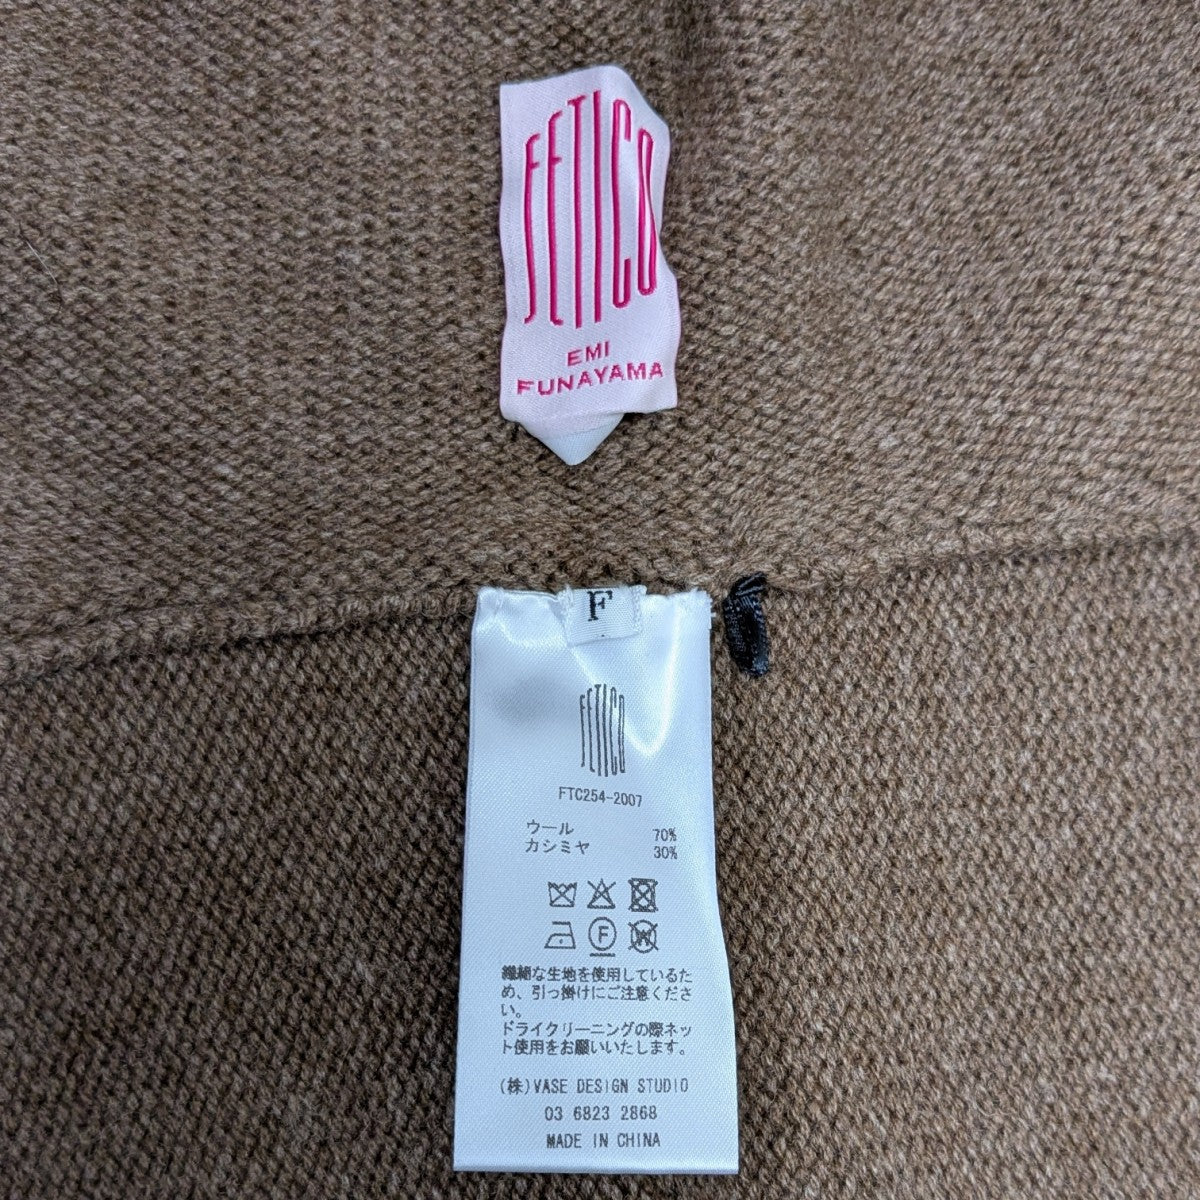 FETICO
EMI
FUNAYAMA
F
FETICO
FTC254-2007
ウール 70%
カシミヤ 30%
F
W
繊細な生地を使用しているた
め、引っ掛けにご注意くださ
い。
ドライクリーニングの際ネッ
ト使用をお願いいたします。
(株)VASE DESIGN STUDIO
03 6823 2868
MADE IN CHINA